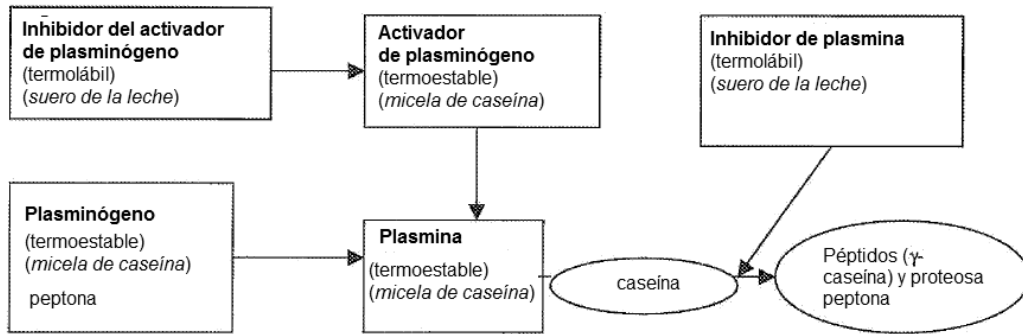 Inhibidor del activador
de plasminógeno
(termolábil)
(suero de la leche)
Activador
de plasminógeno
(termoestable)
(micela de caseína)
Inhibidor de plasmina
(termolábil)
(suero de la leche)
Plasminógeno
(termoestable)
(micela de caseína)
peptona
Plasmina
(termoestable)
(micela de caseína)
caseína
Péptidos (γ-
caseína) y proteosa
peptona